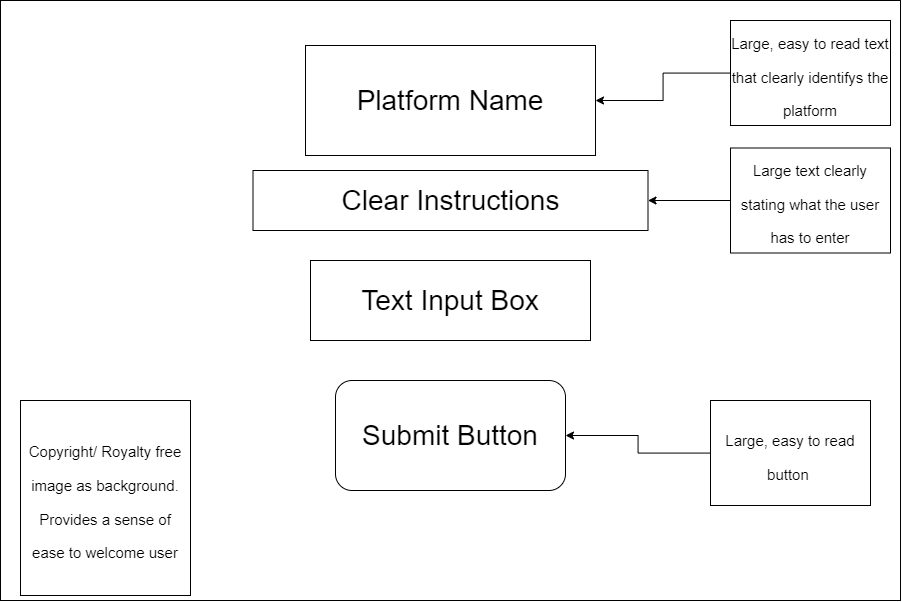 Platform Name
Large, easy to read text
that clearly identifys the
platform
Clear Instructions
Large text clearly
stating what the user
has to enter
Text Input Box
Submit Button
Large, easy to read
button
Copyright/ Royalty free
image as background.
Provides a sense of
ease to welcome user